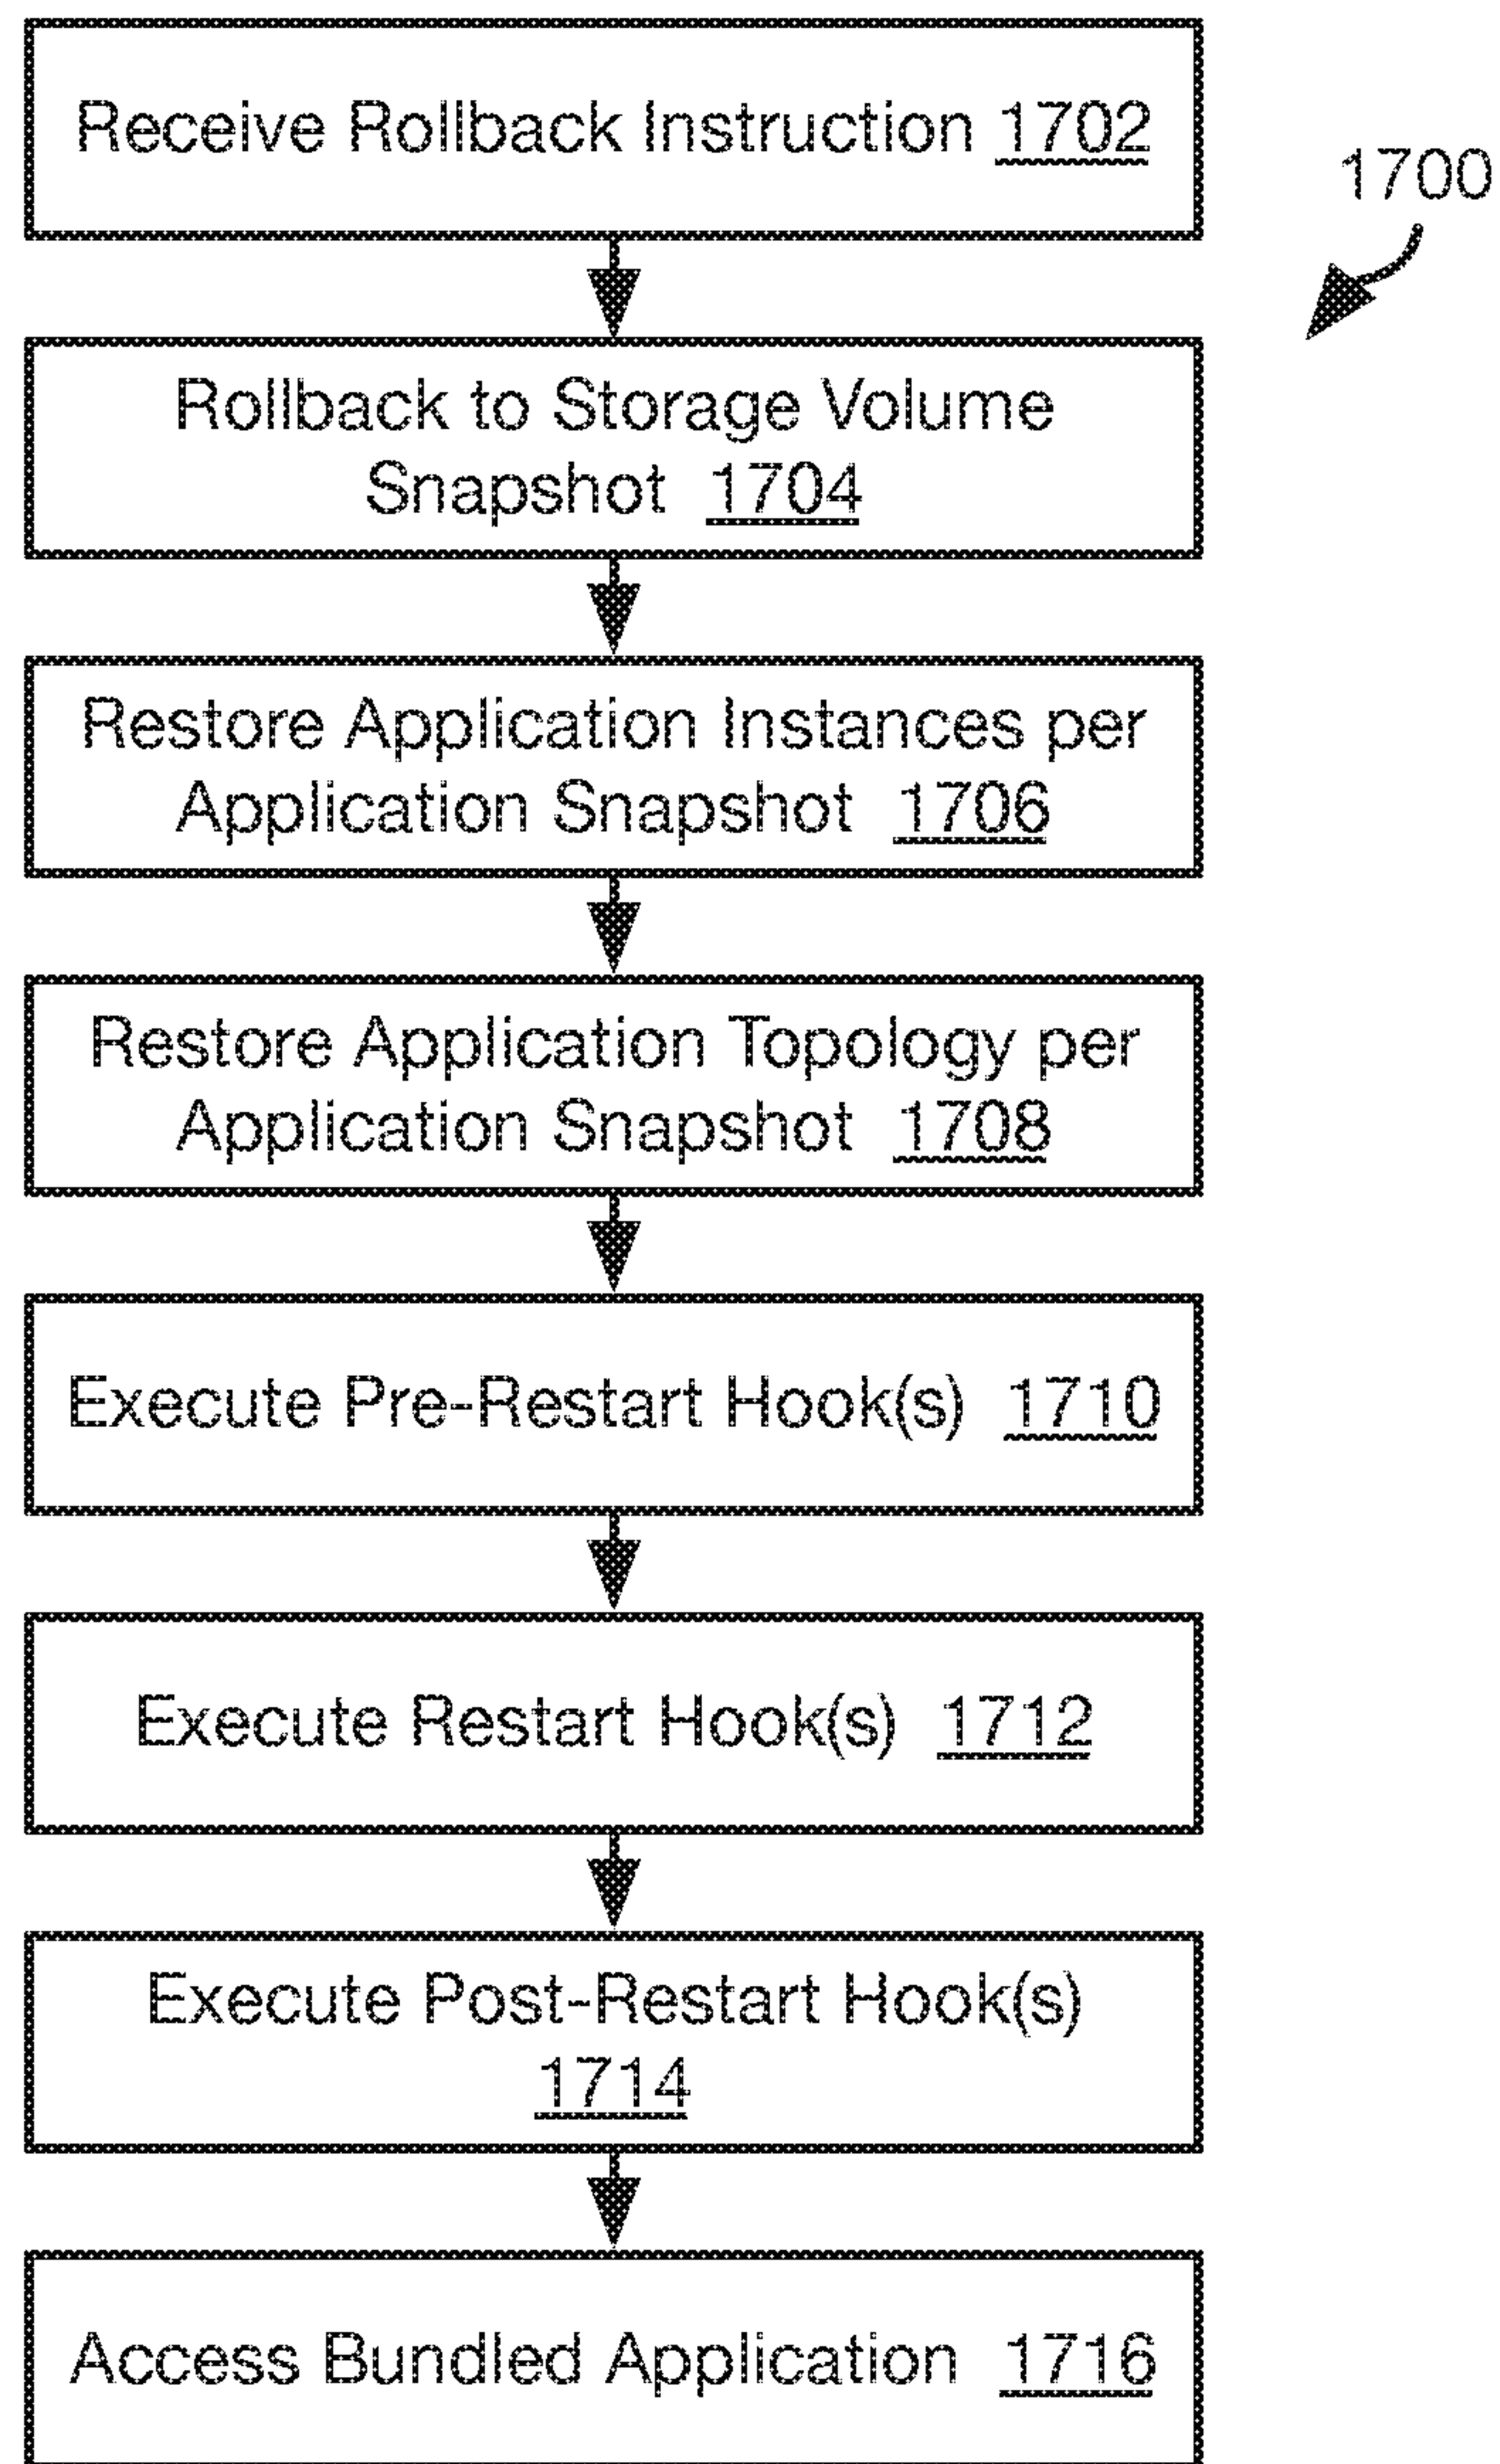 Receive Rollback Instruction 1702
1700
Rollback to Storage Volume
Snapshot 1704
Restore Application Instances per
Application Snapshot 1706
Restore Application Topology per
Application Snapshot 1708
Execute Pre-Restart Hook(s) 1710
Execute Restart Hook(s) 1712
Execute Post-Restart Hook(s)
1714
Access Bundled Application 1716